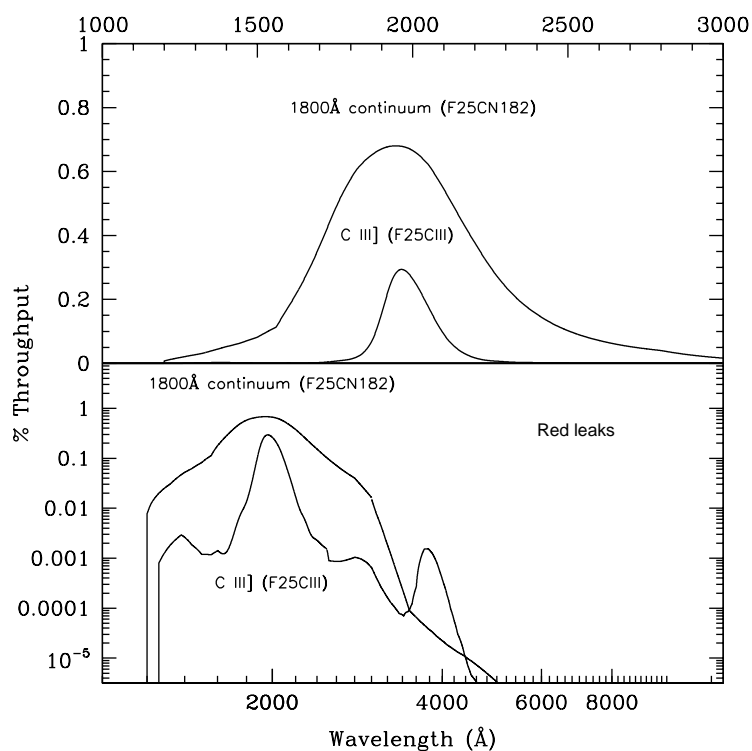 1000 1500 2000 2500 3000
1
1800Å continuum (F25CN182)
0.8
0.6
C III] (F25CIII)
0.4
0.2
0
% Throughput
1800Å continuum (F25CN182)
Red leaks
1
0.1
0.01
0.001
C III] (F25CIII)
0.0001
10⁻⁵
2000 4000 6000 8000
Wavelength (Å)